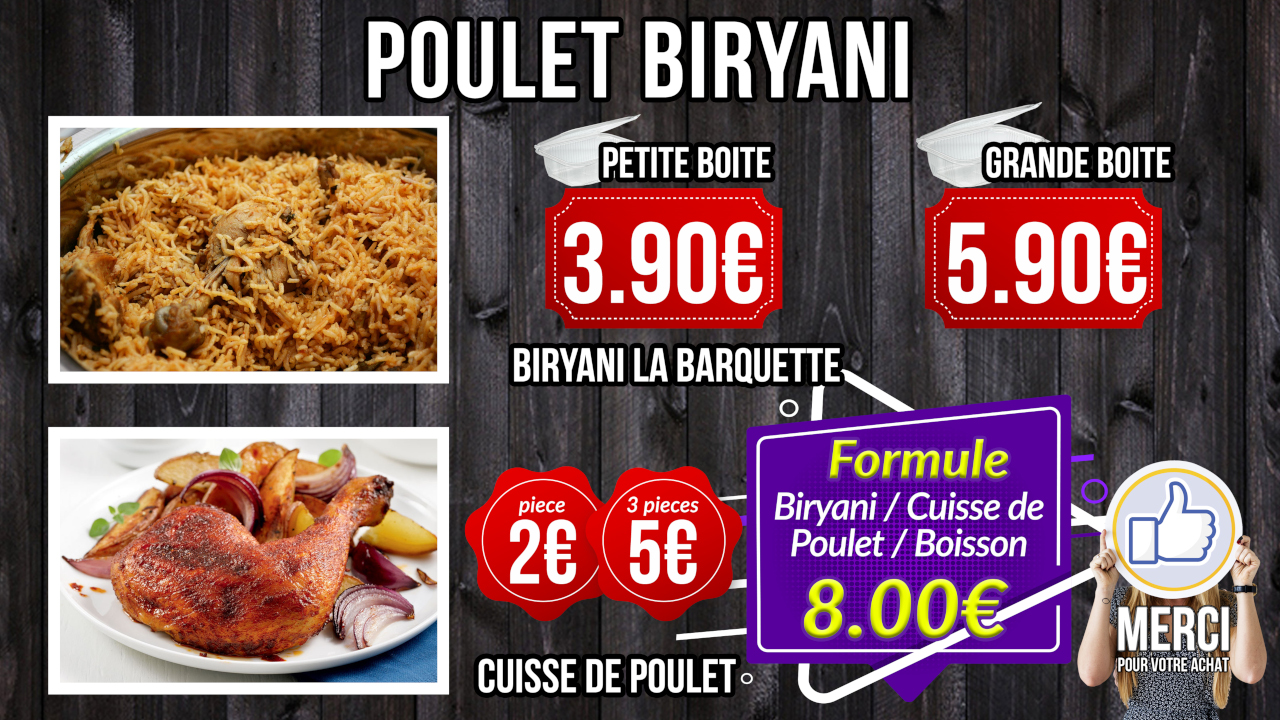 POULET BIRYANI
PETITE BOITE
3.90€
GRANDE BOITE
5.90€
BIRYANI LA BARQUETTE
piece
2€
3 pieces
5€
CUISSE DE POULET
Formule
Biryani / Cuisse de
Poulet / Boisson
8.00€
MERCI
POUR VOTRE ACHAT